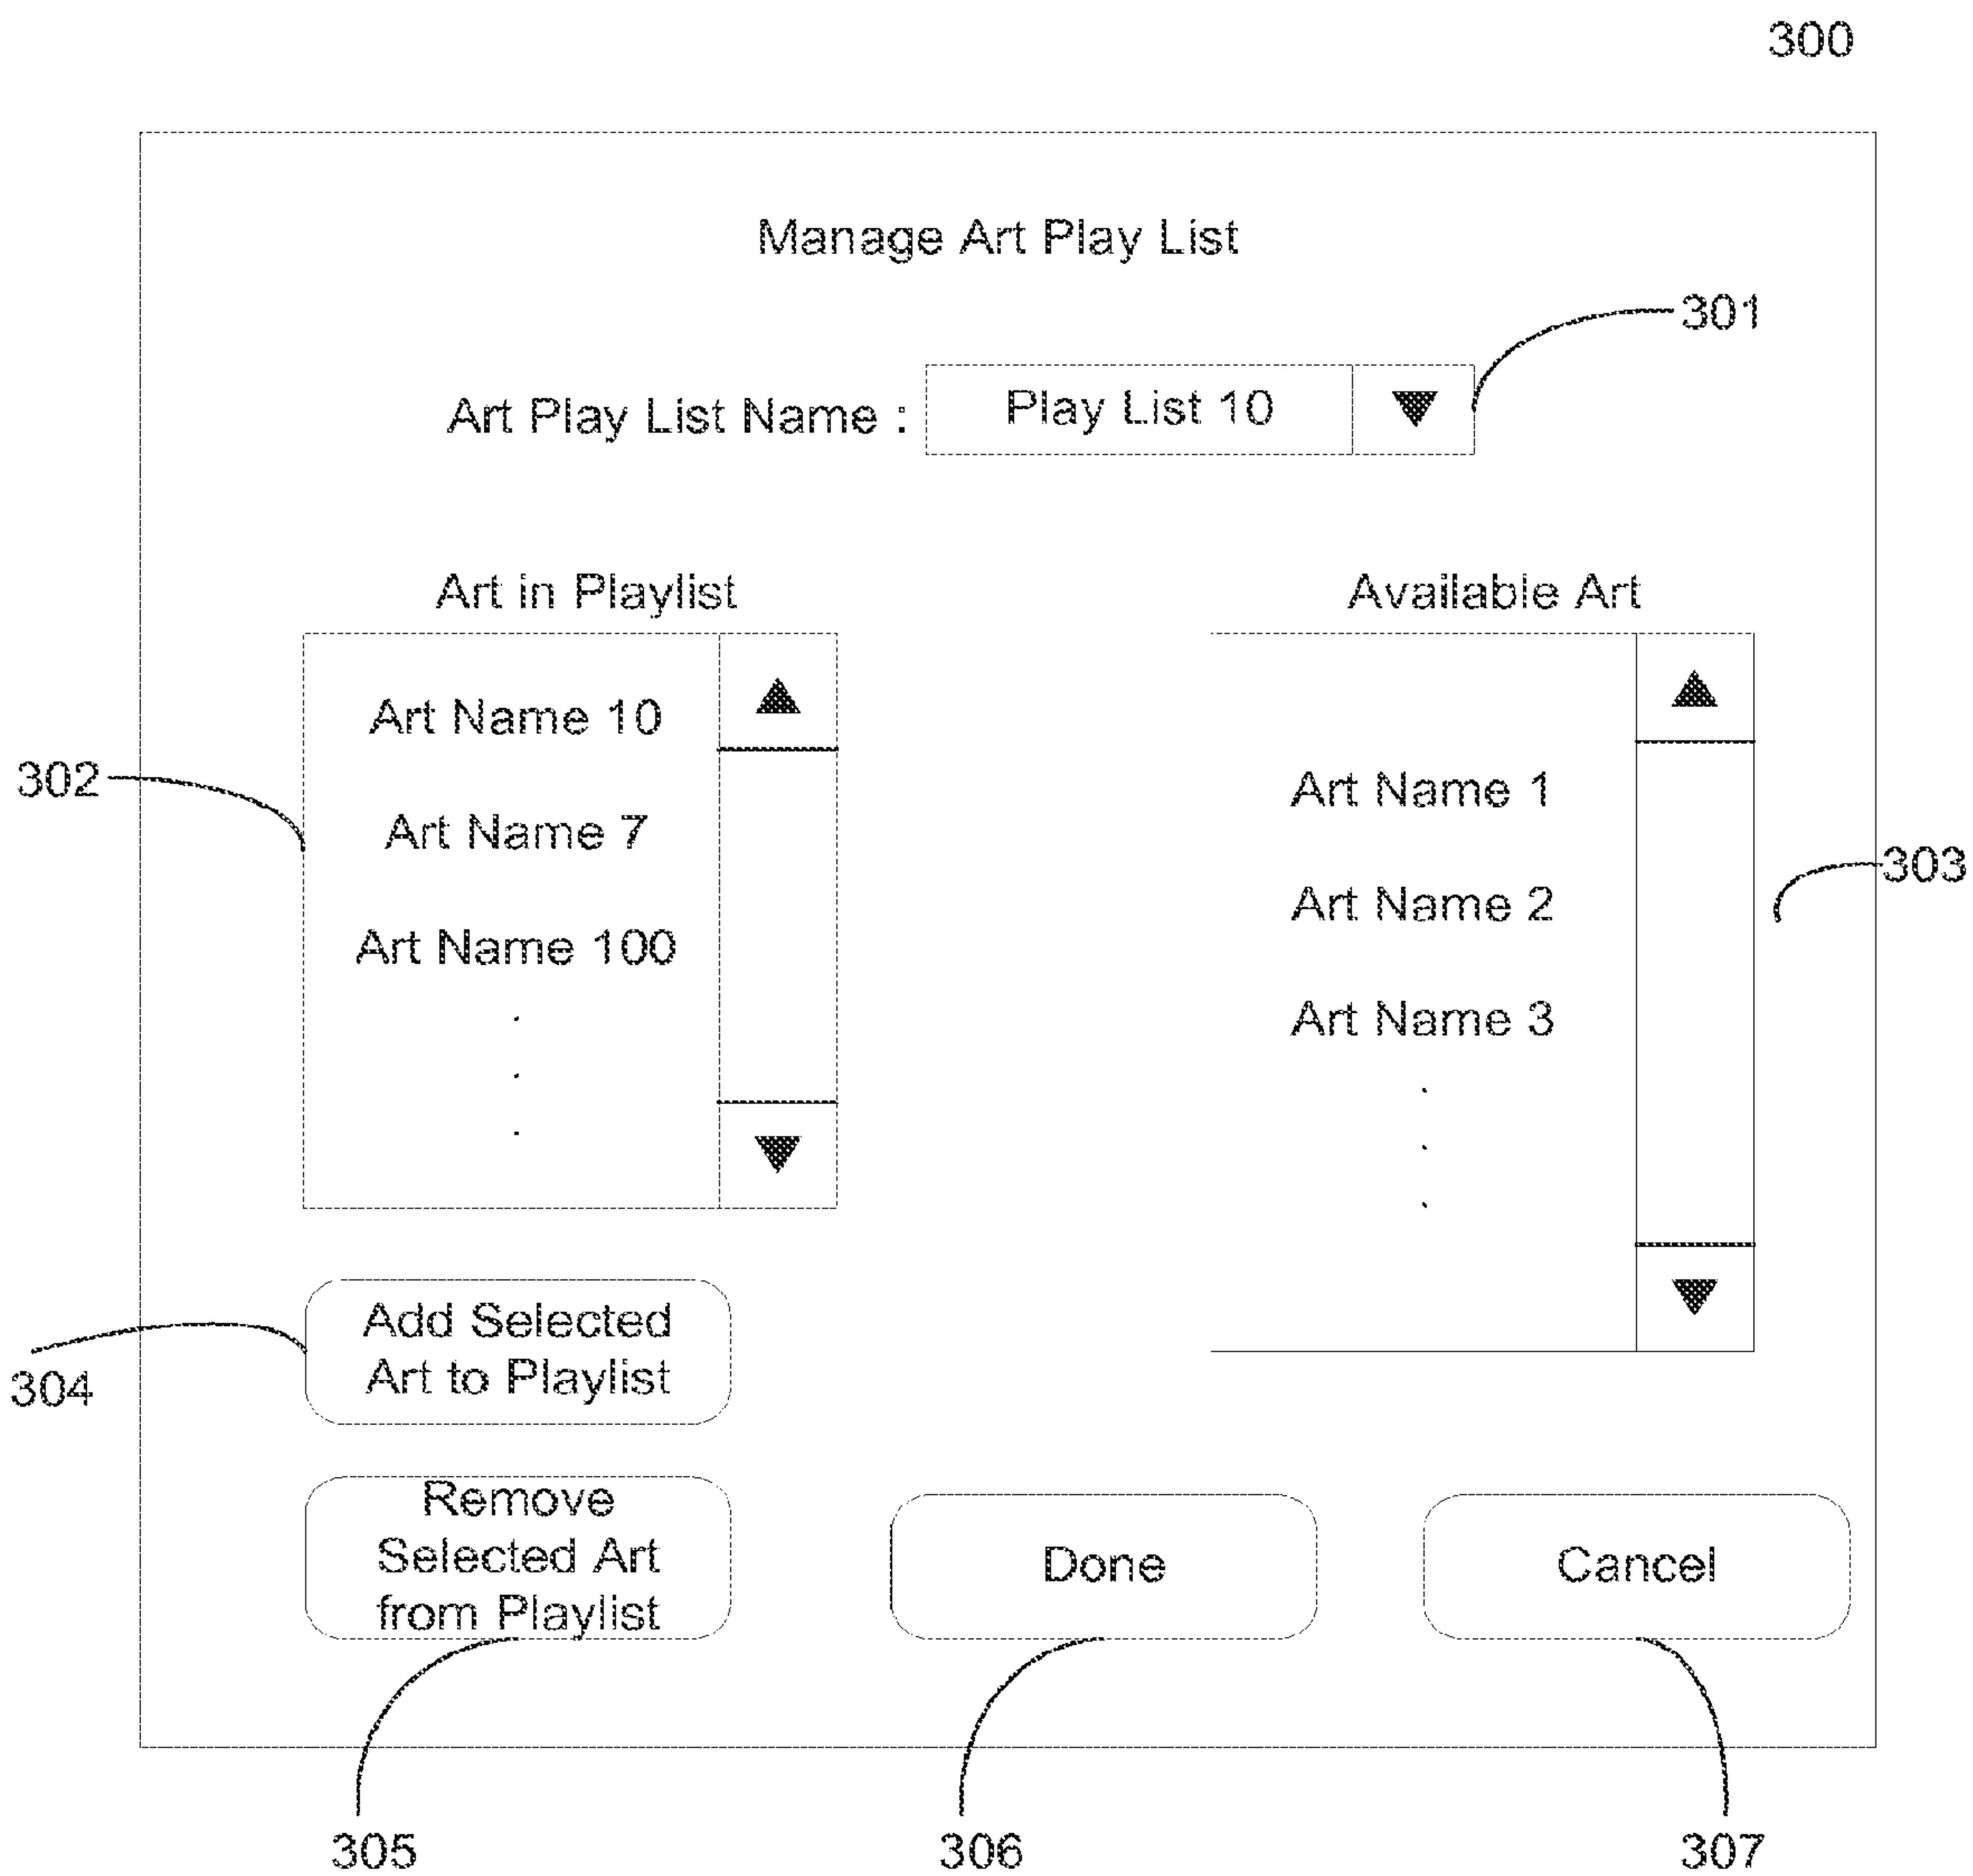 300
Manage Art Play List
301
Art Play List Name : Play List 10
Art in Playlist
Available Art
Art Name 10
302
Art Name 7
Art Name 100
.
.
.
Art Name 1
303
Art Name 2
Art Name 3
.
.
.
Add Selected
Art to Playlist
304
Remove
Selected Art
from Playlist
Done
Cancel
305
306
307